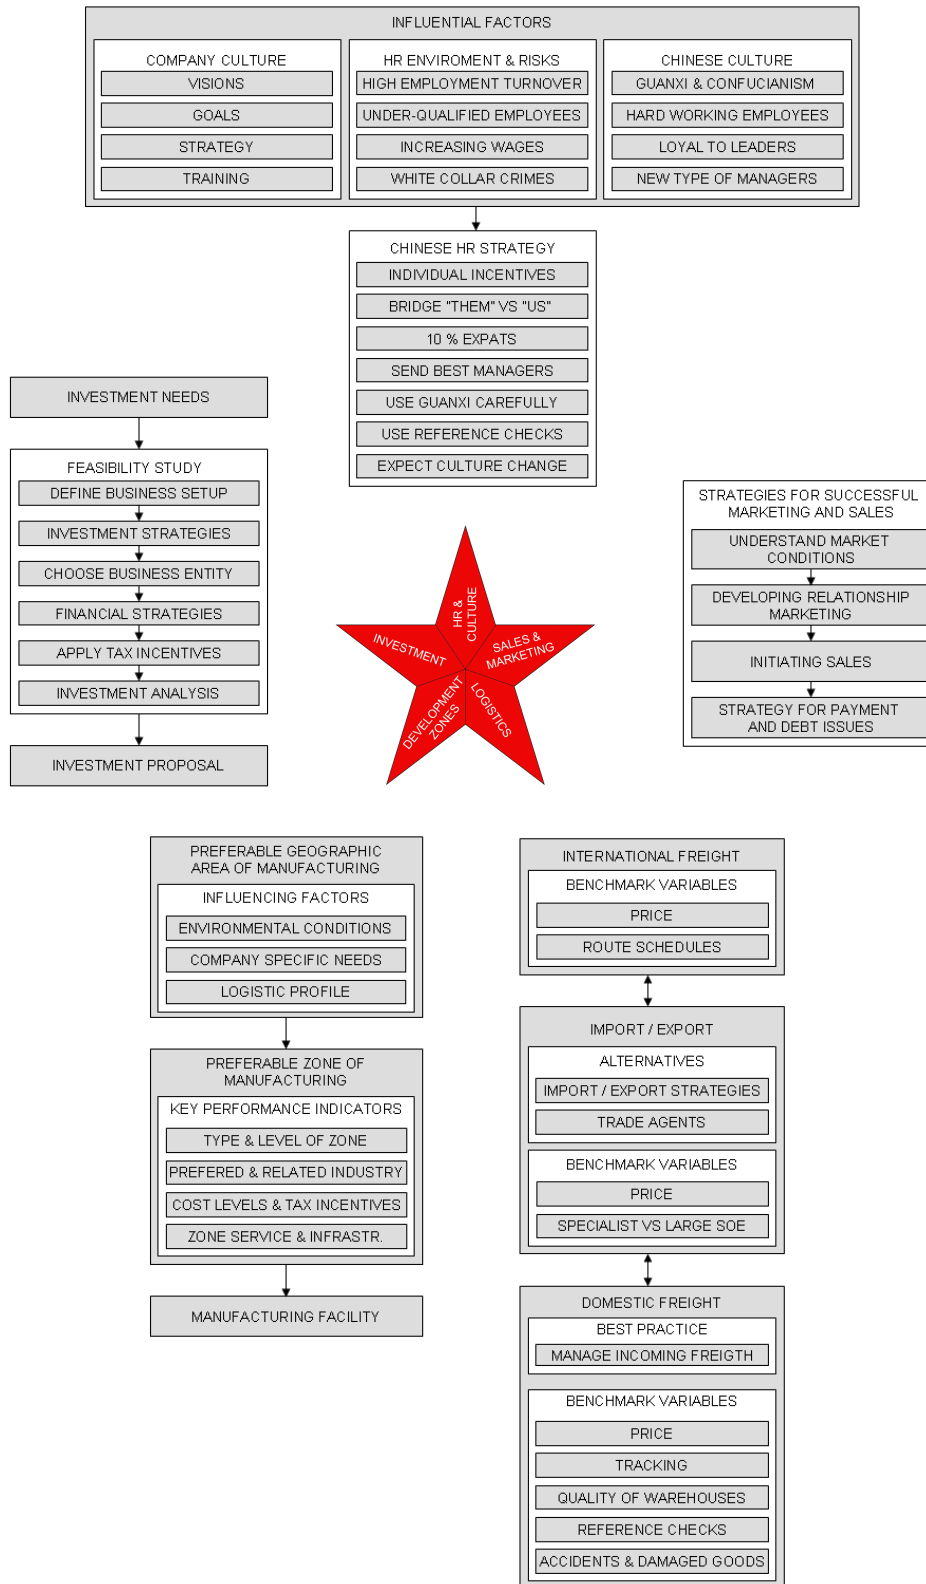 INFLUENTIAL FACTORS
COMPANY CULTURE
VISIONS
GOALS
STRATEGY
TRAINING
HR ENVIROMENT & RISKS
HIGH EMPLOYMENT TURNOVER
UNDER-QUALIFIED EMPLOYEES
INCREASING WAGES
WHITE COLLAR CRIMES
CHINESE CULTURE
GUANXI & CONFUCIANISM
HARD WORKING EMPLOYEES
LOYAL TO LEADERS
NEW TYPE OF MANAGERS
CHINESE HR STRATEGY
INDIVIDUAL INCENTIVES
BRIDGE "THEM" VS "US"
10 % EXPATS
SEND BEST MANAGERS
USE GUANXI CAREFULLY
USE REFERENCE CHECKS
EXPECT CULTURE CHANGE
INVESTMENT NEEDS
FEASIBILITY STUDY
DEFINE BUSINESS SETUP
INVESTMENT STRATEGIES
CHOOSE BUSINESS ENTITY
FINANCIAL STRATEGIES
APPLY TAX INCENTIVES
INVESTMENT ANALYSIS
INVESTMENT PROPOSAL
HR &
CULTURE
INVESTMENT
SALES &
MARKETING
DEVELOPMENT
ZONES
LOGISTICS
STRATEGIES FOR SUCCESSFUL
MARKETING AND SALES
UNDERSTAND MARKET
CONDITIONS
DEVELOPING RELATIONSHIP
MARKETING
INITIATING SALES
STRATEGY FOR PAYMENT
AND DEBT ISSUES
PREFERABLE GEOGRAPHIC
AREA OF MANUFACTURING
INFLUENCING FACTORS
ENVIRONMENTAL CONDITIONS
COMPANY SPECIFIC NEEDS
LOGISTIC PROFILE
PREFERABLE ZONE OF
MANUFACTURING
KEY PERFORMANCE INDICATORS
TYPE & LEVEL OF ZONE
PREFERED & RELATED INDUSTRY
COST LEVELS & TAX INCENTIVES
ZONE SERVICE & INFRASTR.
MANUFACTURING FACILITY
INTERNATIONAL FREIGHT
BENCHMARK VARIABLES
PRICE
ROUTE SCHEDULES
IMPORT / EXPORT
ALTERNATIVES
IMPORT / EXPORT STRATEGIES
TRADE AGENTS
BENCHMARK VARIABLES
PRICE
SPECIALIST VS LARGE SOE
DOMESTIC FREIGHT
BEST PRACTICE
MANAGE INCOMING FREIGTH
BENCHMARK VARIABLES
PRICE
TRACKING
QUALITY OF WAREHOUSES
REFERENCE CHECKS
ACCIDENTS & DAMAGED GOODS